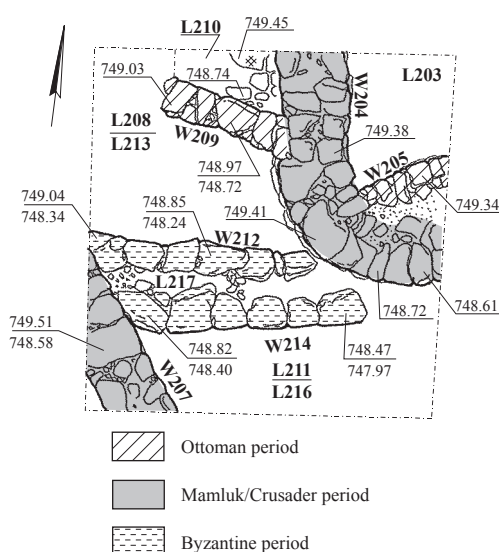 749.45
L210
749.03
748.74
L203
W204
L208
L213
W209
749.38
W205
748.97
748.72
749.04
748.34
748.85
748.24
749.41
749.34
W212
L217
749.51
748.58
748.82
748.40
W214
748.47
747.97
748.72
748.61
W207
L211
L216
Ottoman period
Mamluk/Crusader period
Byzantine period